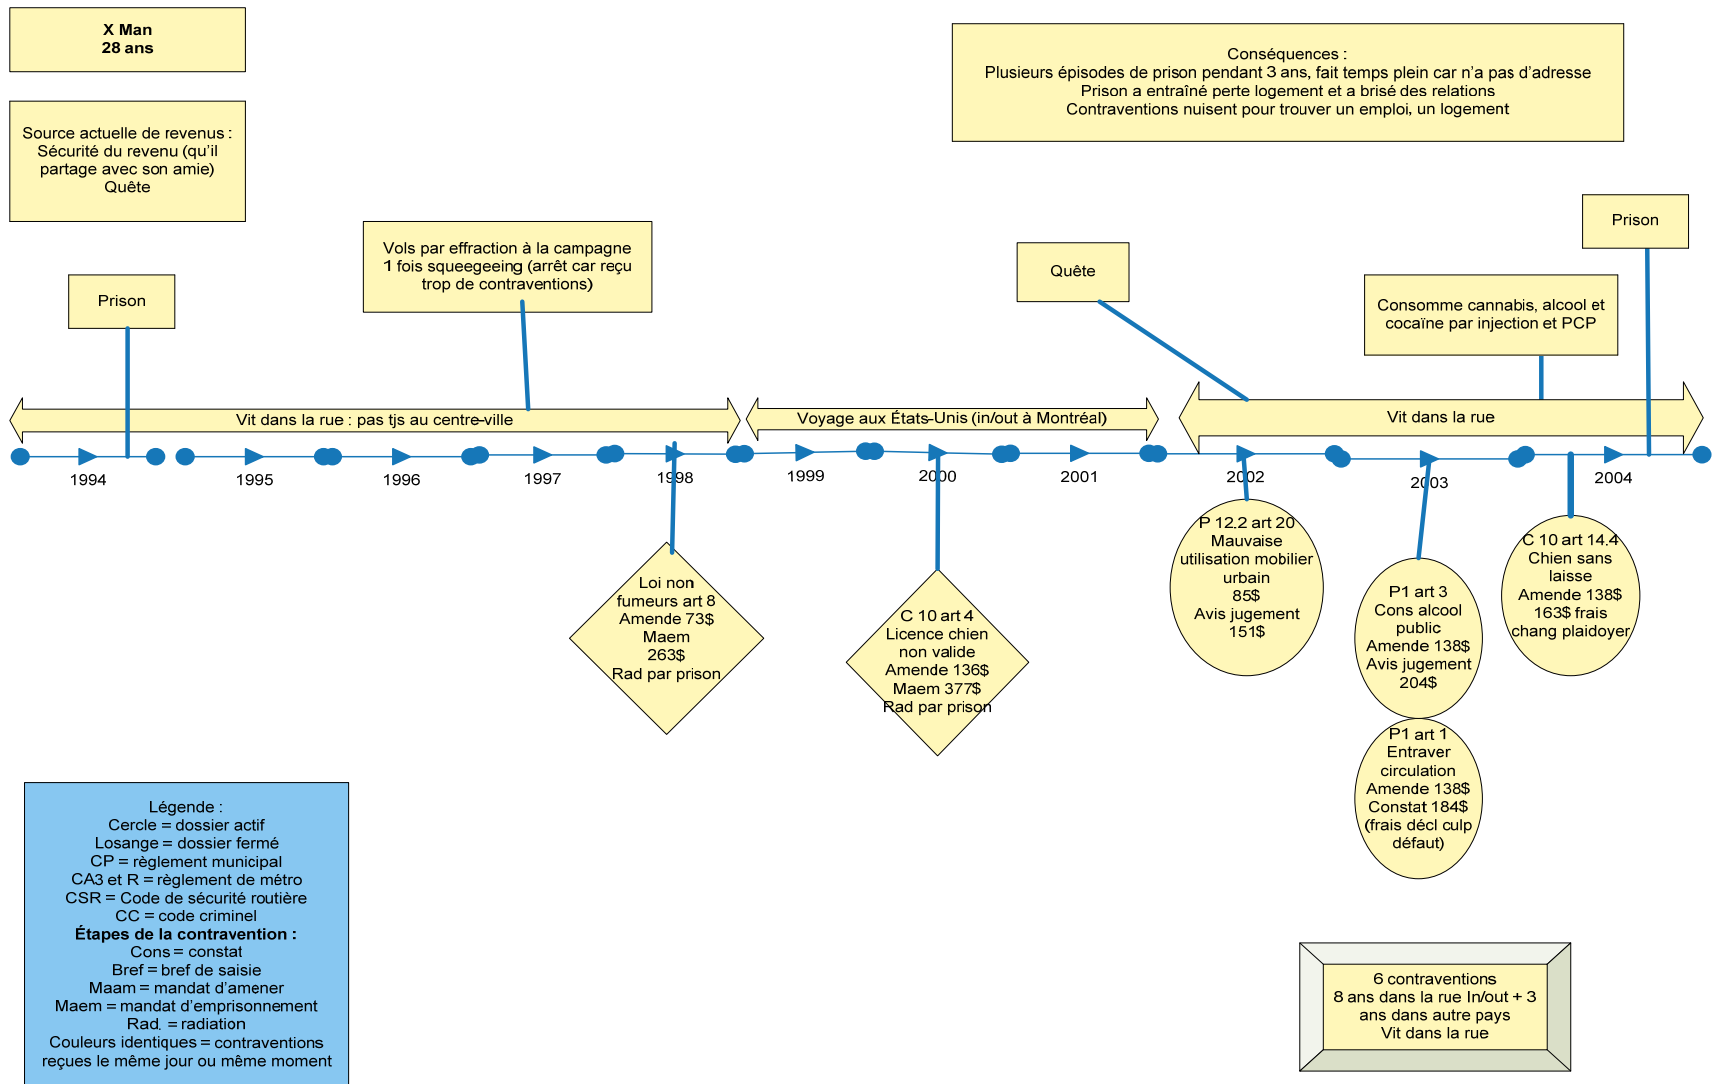 X Man
28 ans
Source actuelle de revenus :
Sécurité du revenu (qu'il
partage avec son amie)
Quête
Conséquences :
Plusieurs épisodes de prison pendant 3 ans, fait temps plein car n'a pas d'adresse
Prison a entraîné perte logement et a brisé des relations
Contraventions nuisent pour trouver un emploi, un logement
Prison
Vols par effraction à la campagne
1 fois squeegeeing (arrêt car reçu
trop de contraventions)
Quête
Consomme cannabis, alcool et
cocaïne par injection et PCP
Prison
Vit dans la rue : pas tjs au centre-ville
Voyage aux États-Unis (in/out à Montréal)
Vit dans la rue
1994
1995
1996
1997
1998
1999
2000
2001
2002
2003
2004
Loi non
fumeurs art 8
Amende 73$
Maem
263$
Rad par prison
C 10 art 4
Licence chien
non valide
Amende 136$
Maem 377$
Rad par prison
P 12.2 art 20
Mauvaise
utilisation mobilier
urbain
85$
Avis jugement
151$
P1 art 3
Cons alcool
public
Amende 138$
Avis jugement
204$
P1 art 1
Entraver
circulation
Amende 138$
Constat 184$
(frais décl culp
défaut)
C 10 art 14.4
Chien sans
laisse
Amende 138$
163$ frais
chang plaidoyer
Légende :
Cercle = dossier actif
Losange = dossier fermé
CP = règlement municipal
CA3 et R = règlement de métro
CSR = Code de sécurité routière
CC = code criminel
Étapes de la contravention :
Cons = constat
Bref = bref de saisie
Maam = mandat d'amener
Maem = mandat d'emprisonnement
Rad. = radiation
Couleurs identiques = contraventions
reçues le même jour ou même moment
6 contraventions
8 ans dans la rue In/out + 3
ans dans autre pays
Vit dans la rue